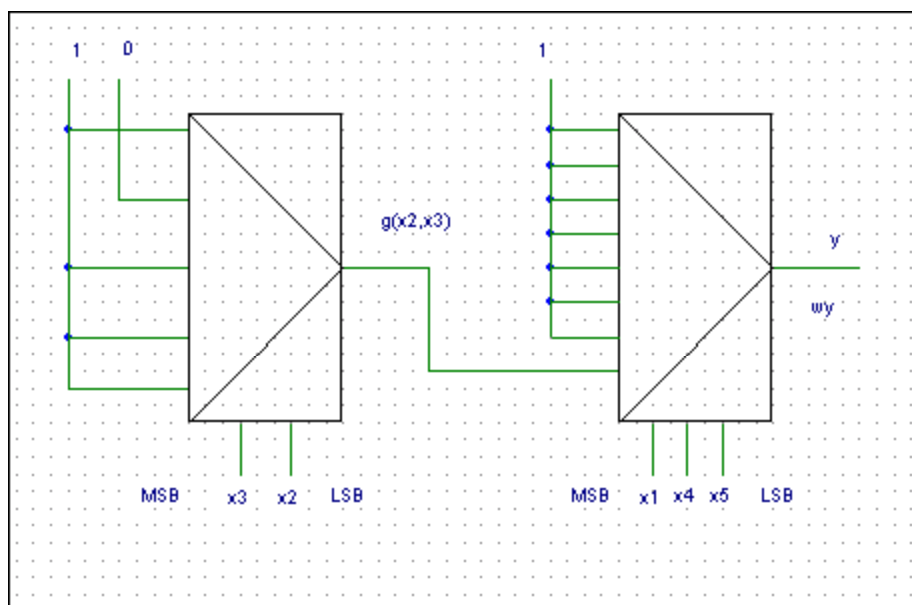 1 0 1
g(x2,x3)
y
wy
MSB x3 x2 LSB MSB x1 x4 x5 LSB